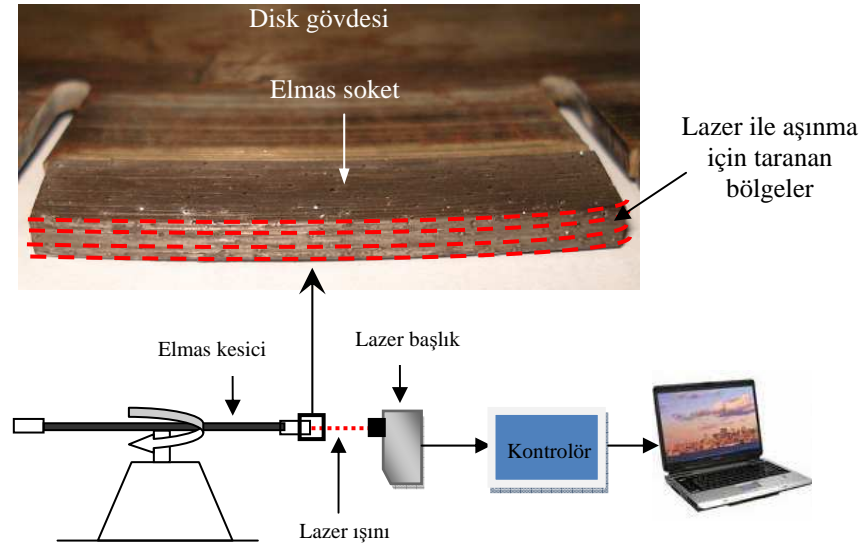 Disk gövdesi
Elmas soket
Lazer ile aşınma
için taranan
bölgeler
Lazer başlık
Elmas kesici
Kontrolör
Lazer ışını